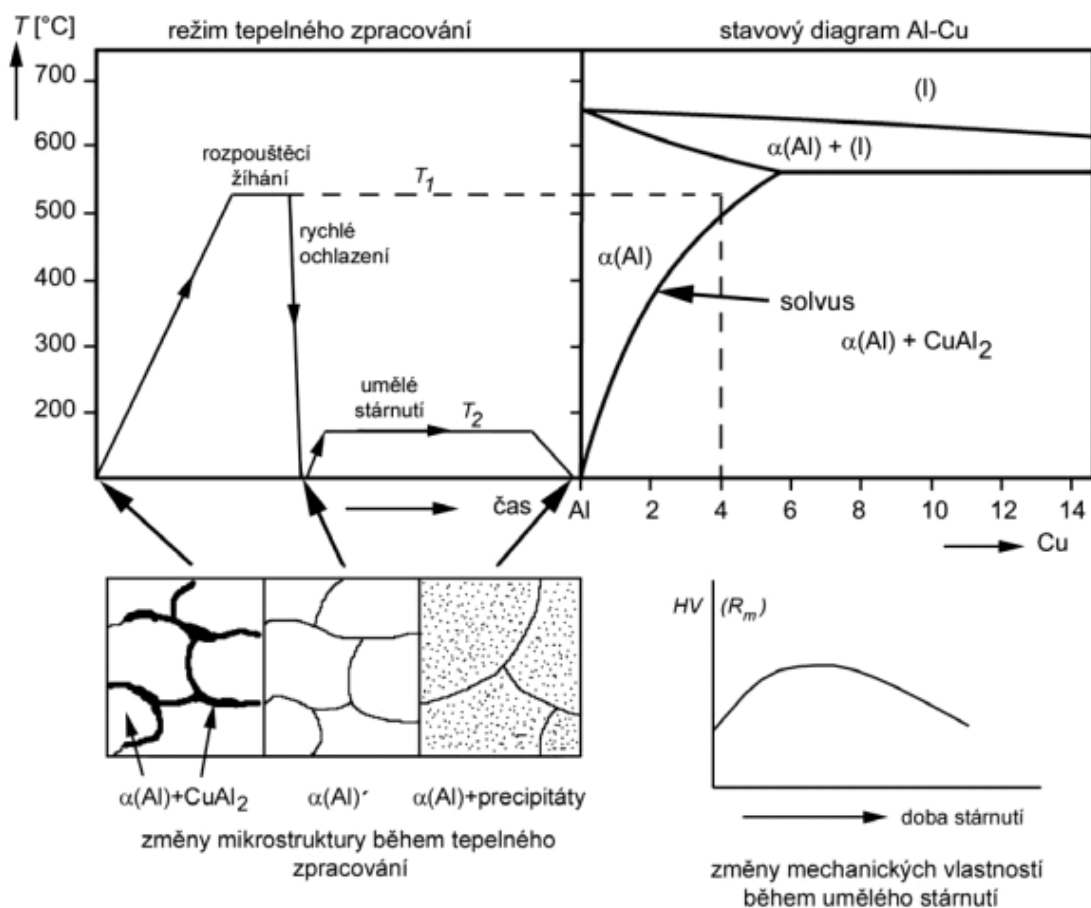 T [°C]
režim tepelného zpracování
stavový diagram Al-Cu
700
600
500
400
300
200
rozpouštěcí
žíhání
T1
rychlé
ochlazení
umělé
stárnutí
T2
čas
(l)
α(Al) + (l)
α(Al)
solvus
α(Al) + CuAl2
Al 2 4 6 8 10 12 14
Cu
α(Al)+CuAl2
α(Al)´
α(Al)+precipitáty
změny mikrostruktury během tepelného
zpracování
HV (Rm)
doba stárnutí
změny mechanických vlastností
během umělého stárnutí